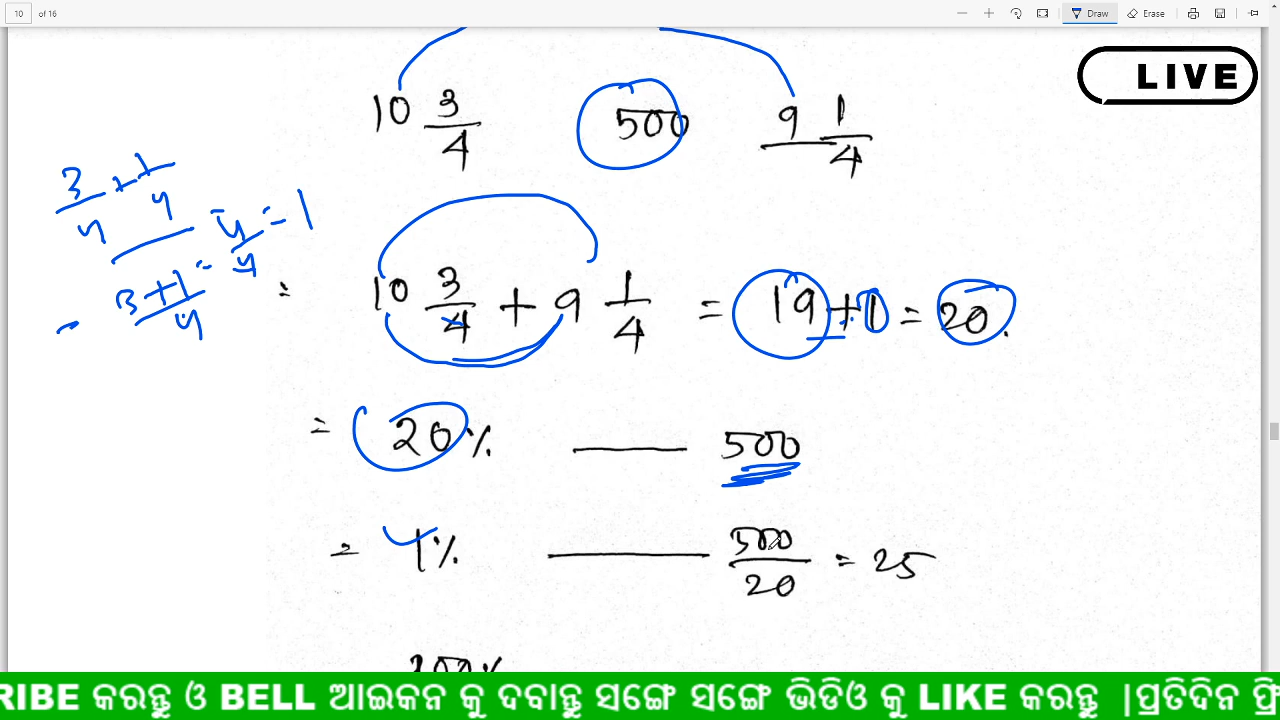 10 of 16 Draw Erase
LIVE
10 3/4 500 9 1/4
3/4 + 1/4
= 3+1/4 = 4/4 = 1
= 10 3/4 + 9 1/4 = 19+1 = 20.
= 20% — 500
= 1% — 500/20 = 25
RIBE କରନ୍ତୁ ଓ BELL ଆଇକନ କୁ ଦବାନ୍ତୁ ସଙ୍ଗେ ସଙ୍ଗେ ଭିଡିଓ କୁ LIKE କରନ୍ତୁ |ପ୍ରତିଦିନ ଫ୍ରି